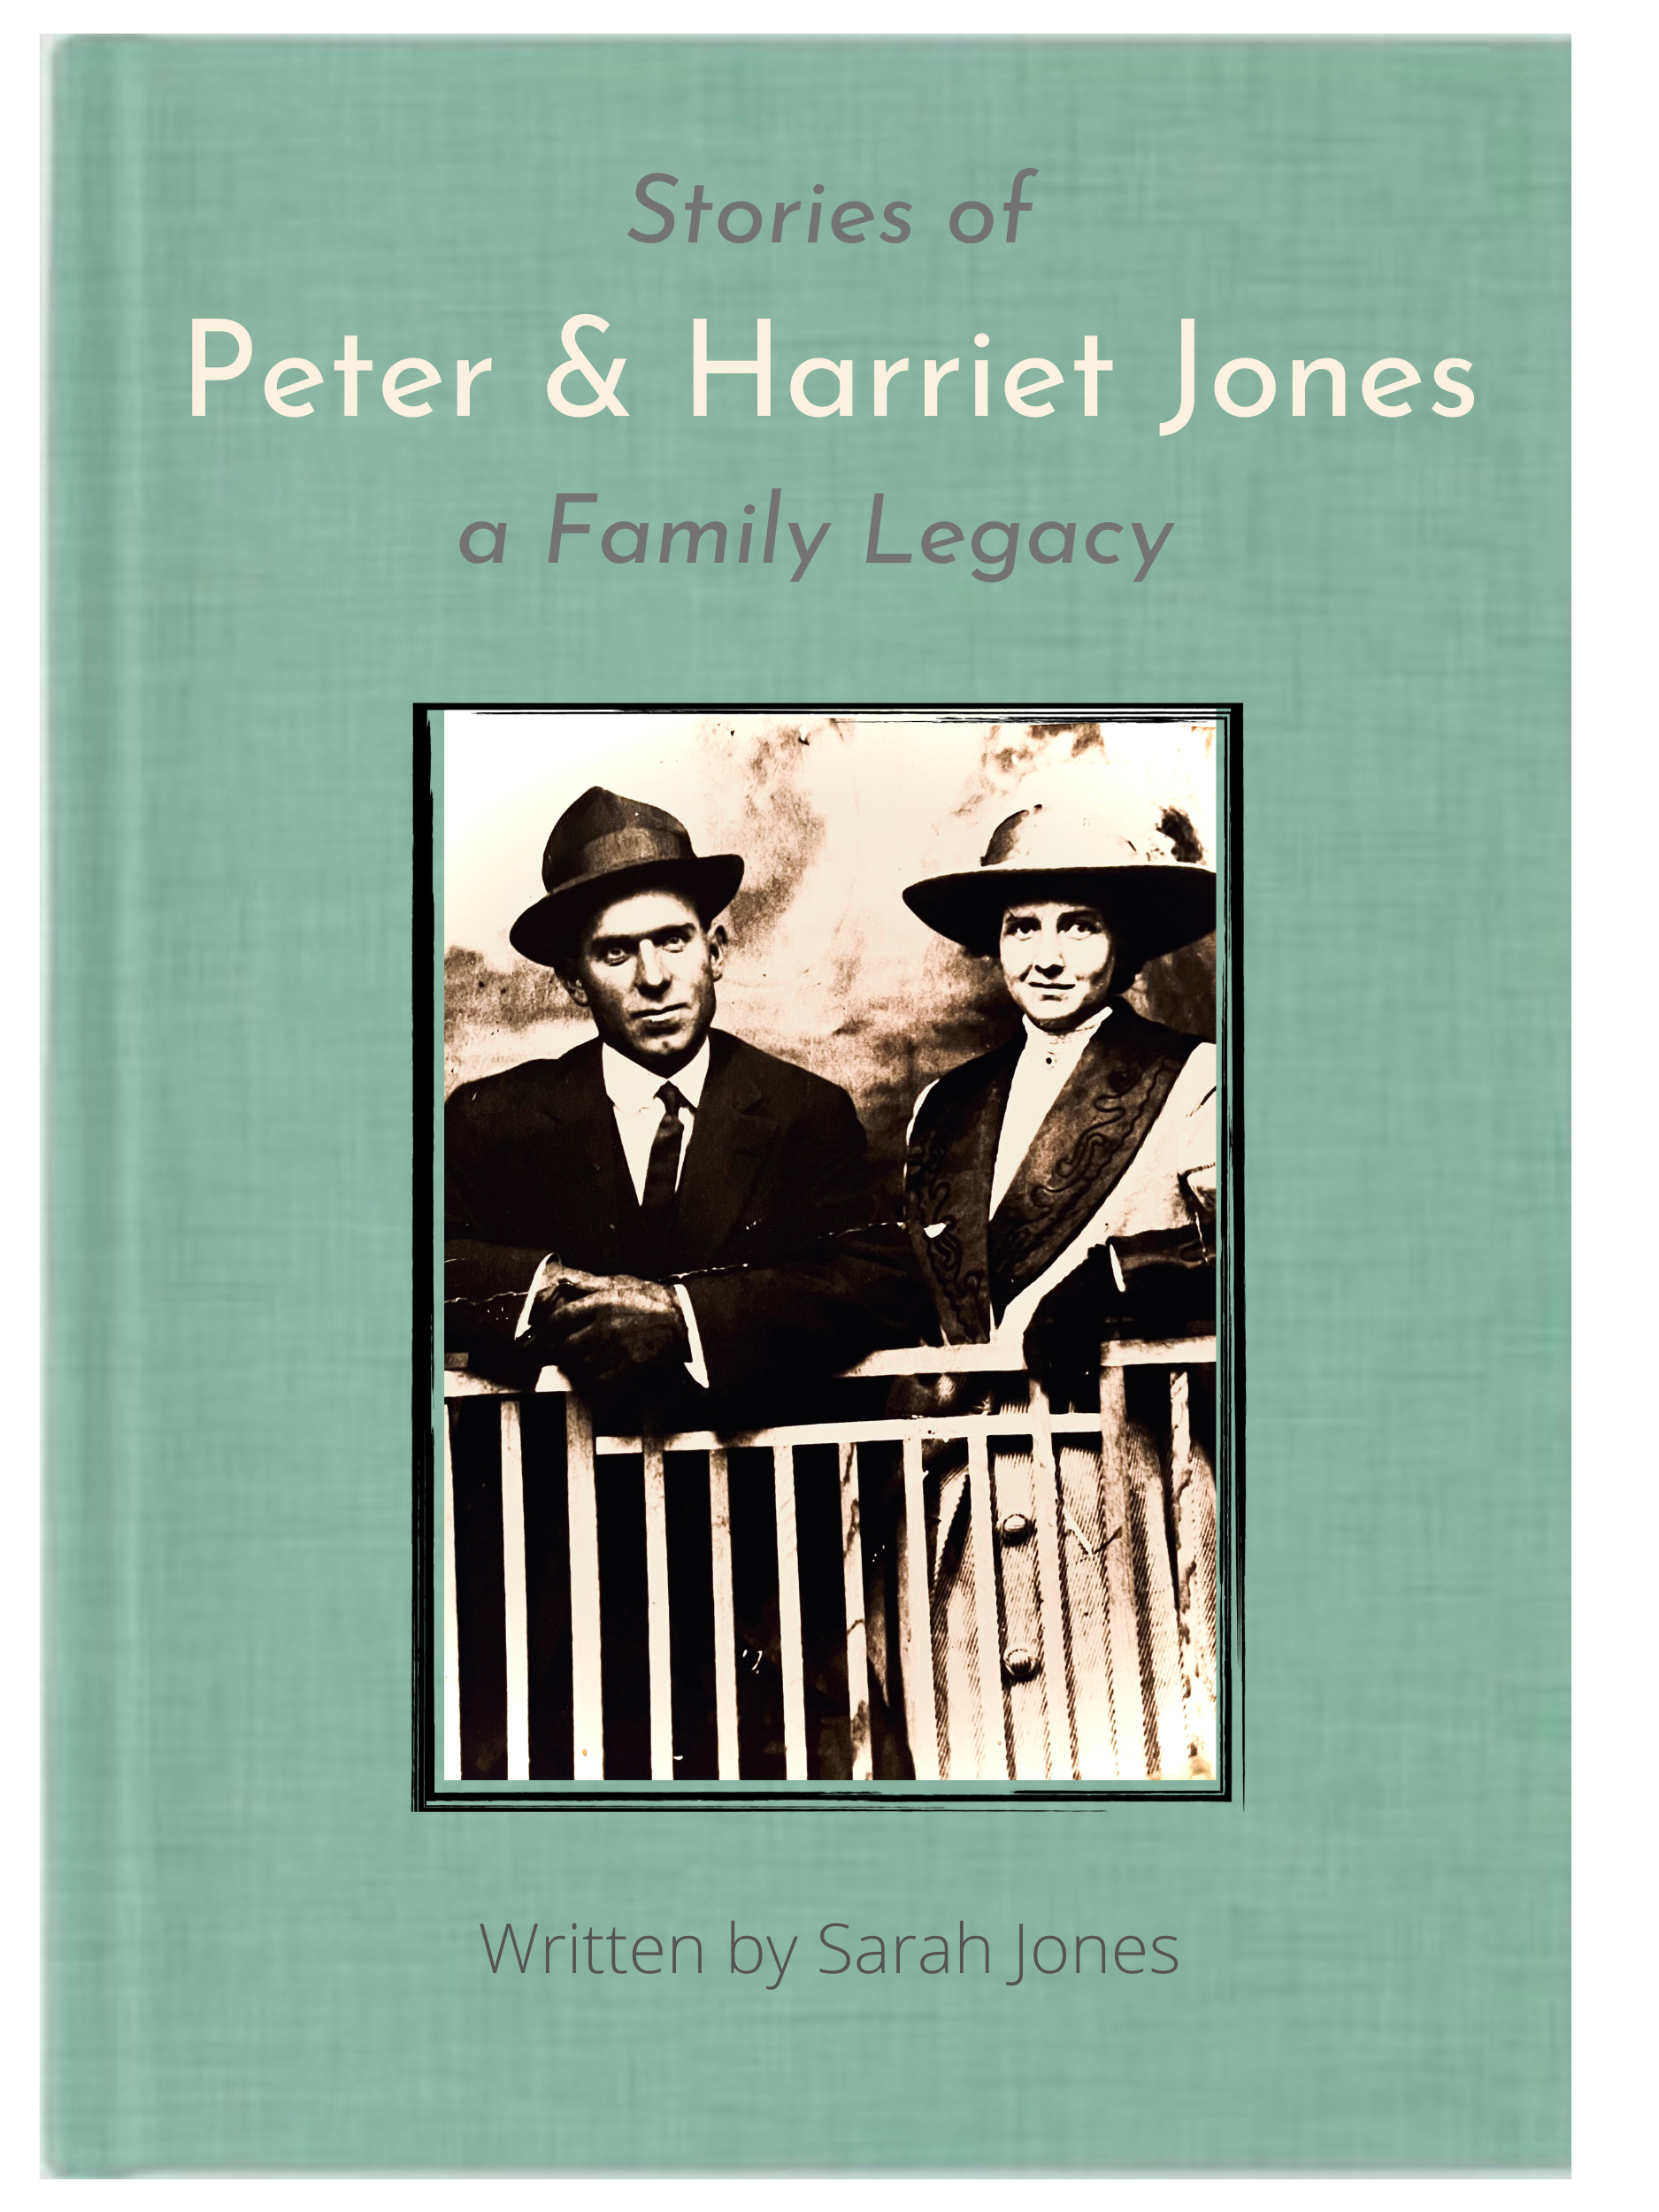 Stories of
Peter & Harriet Jones
a Family Legacy
Written by Sarah Jones